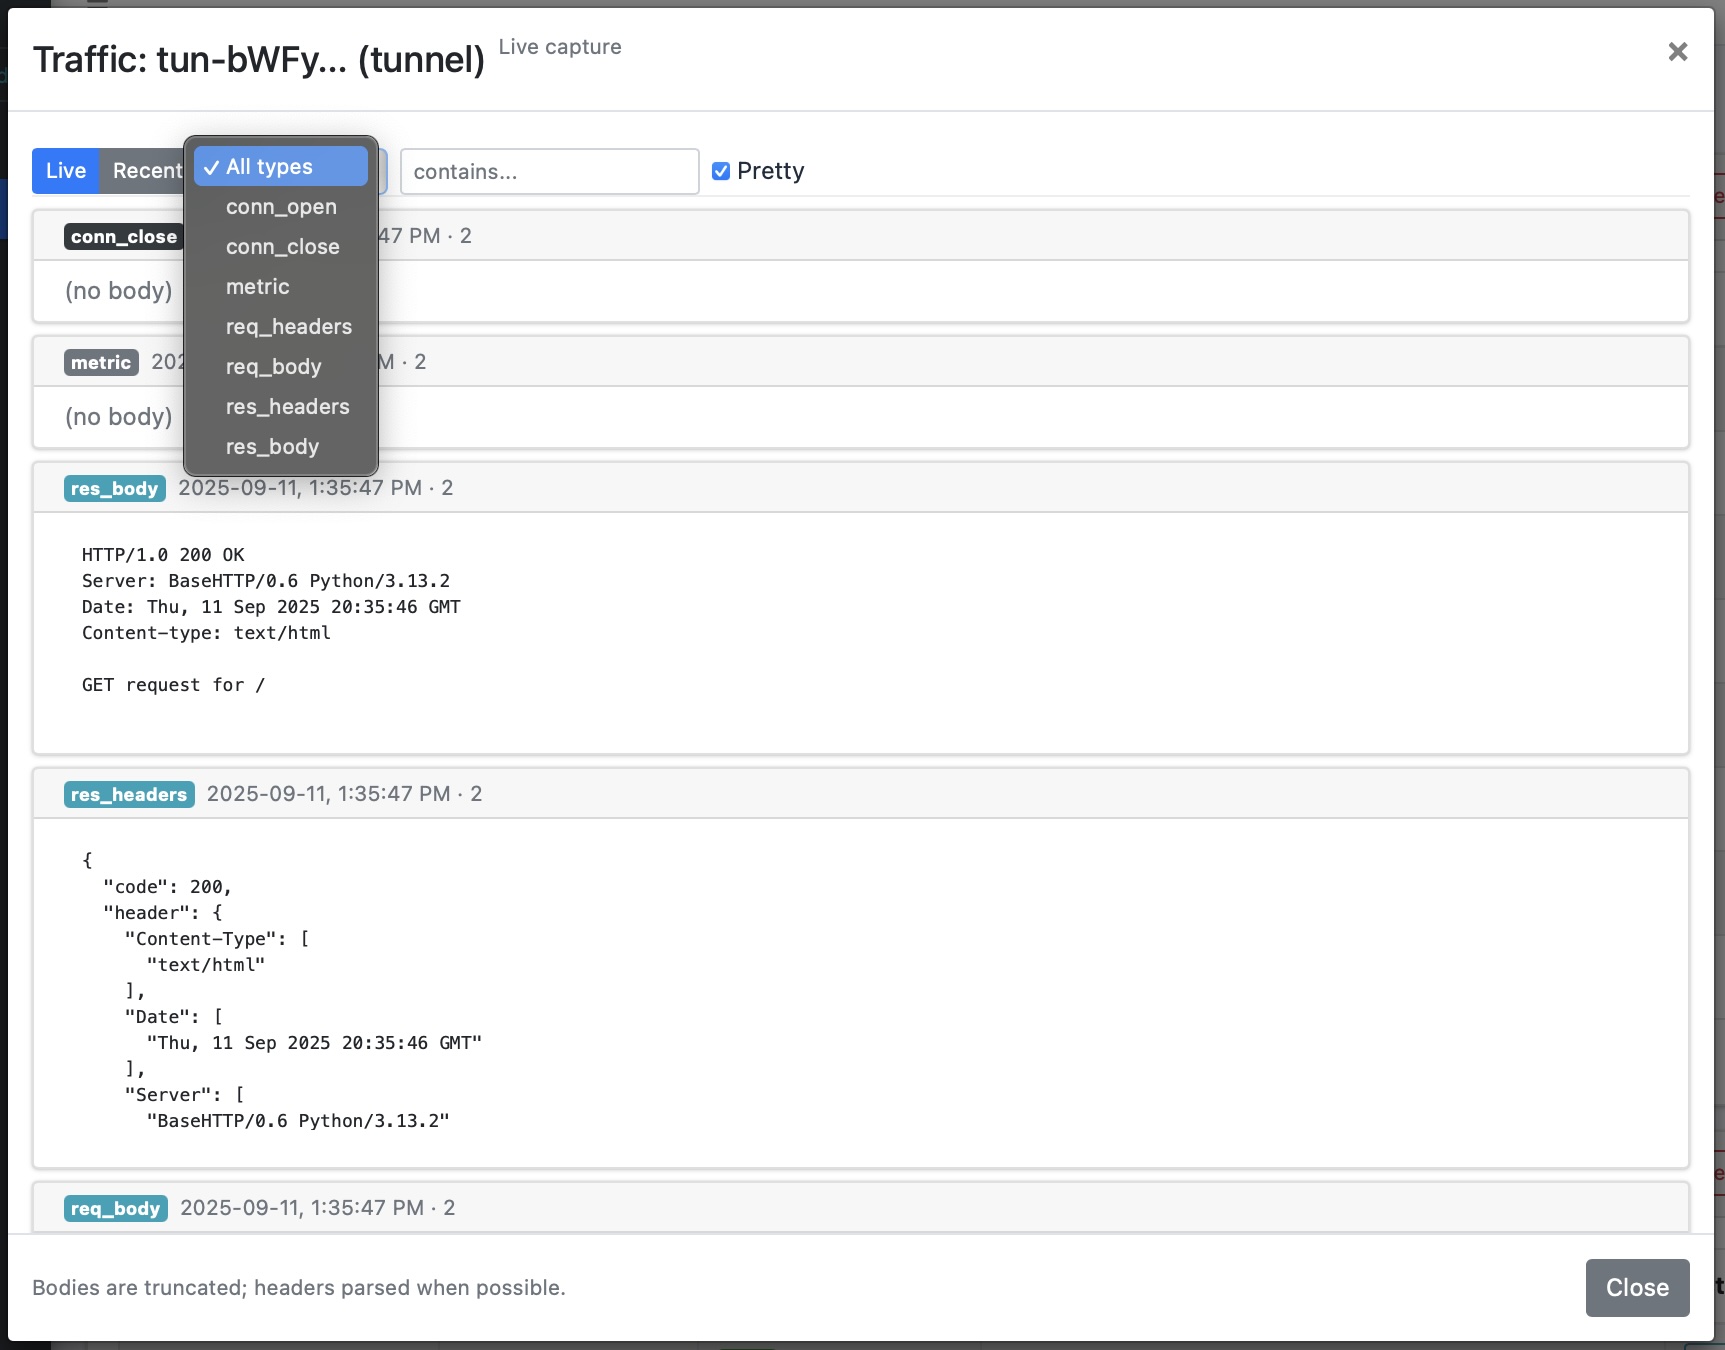 Traffic: tun-bWFy... (tunnel) Live capture
×
Live Recent contains... Pretty
✓ All types
conn_open
conn_close
metric
req_headers
req_body
res_headers
res_body
conn_close 47 PM · 2
(no body)
metric 202 M · 2
(no body)
res_body 2025-09-11, 1:35:47 PM · 2
HTTP/1.0 200 OK
Server: BaseHTTP/0.6 Python/3.13.2
Date: Thu, 11 Sep 2025 20:35:46 GMT
Content-type: text/html
GET request for /
res_headers 2025-09-11, 1:35:47 PM · 2
{
"code": 200,
"header": {
"Content-Type": [
"text/html"
],
"Date": [
"Thu, 11 Sep 2025 20:35:46 GMT"
],
"Server": [
"BaseHTTP/0.6 Python/3.13.2"
req_body 2025-09-11, 1:35:47 PM · 2
Bodies are truncated; headers parsed when possible.
Close